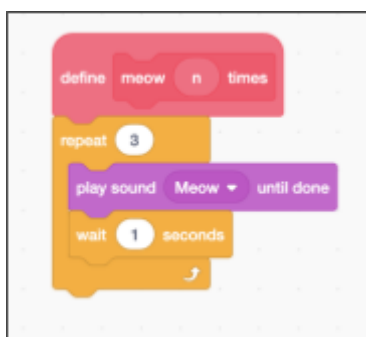 define meow n times
repeat 3
play sound Meow until done
wait 1 seconds